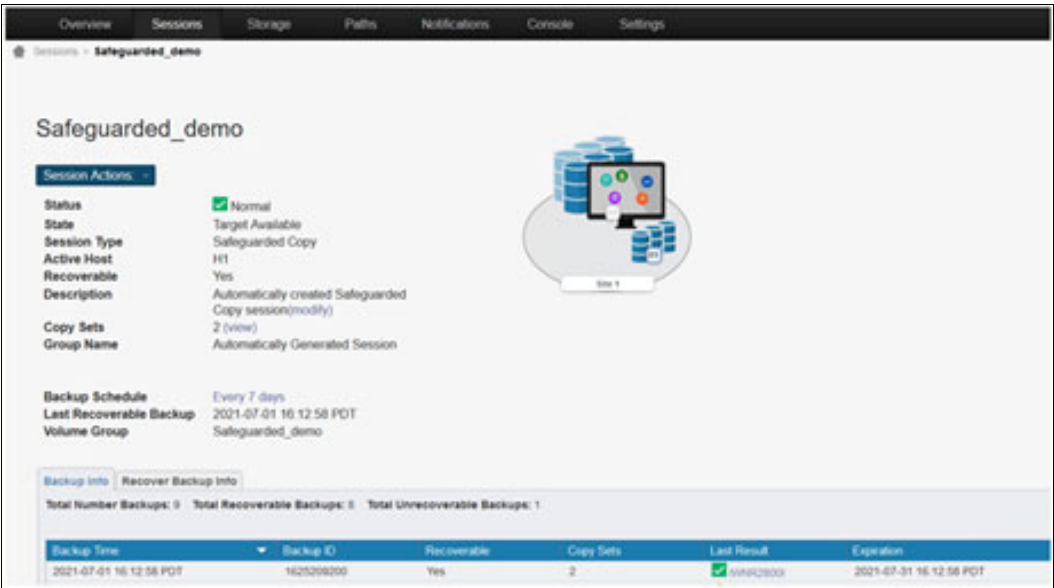 Overview Sessions Storage Paths Notifications Console Settings
Sessions > Safeguarded_demo
Safeguarded_demo
Session Actions:
Status Normal
State Target Available
Session Type Safeguarded Copy
Active Host H1
Recoverable Yes
Description Automatically created Safeguarded
Copy session(modify)
Copy Sets 2 (view)
Group Name Automatically Generated Session
Site 1
Backup Schedule Every 7 days
Last Recoverable Backup 2021-07-01 16:12:58 PDT
Volume Group Safeguarded_demo
Backup Info Recover Backup Info
Total Number Backups: 9 Total Recoverable Backups: 8 Total Unrecoverable Backups: 1
Backup Time Backup ID Recoverable Copy Sets Last Result Expiration
2021-07-01 16:12:58 PDT 1625209200 Yes 2 IWNR2800I 2021-07-31 16:12:58 PDT